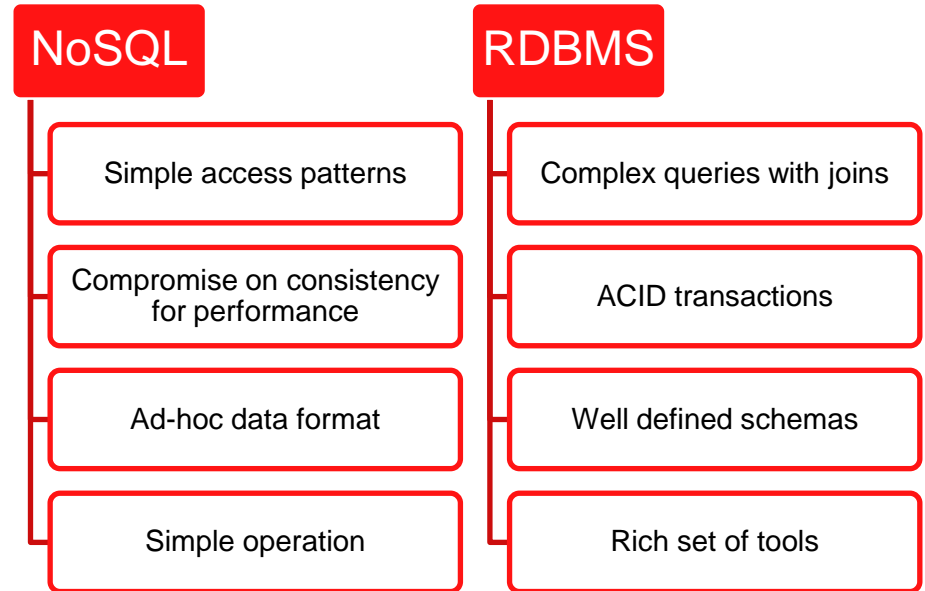 NoSQL
Simple access patterns
Compromise on consistency
for performance
Ad-hoc data format
Simple operation
RDBMS
Complex queries with joins
ACID transactions
Well defined schemas
Rich set of tools